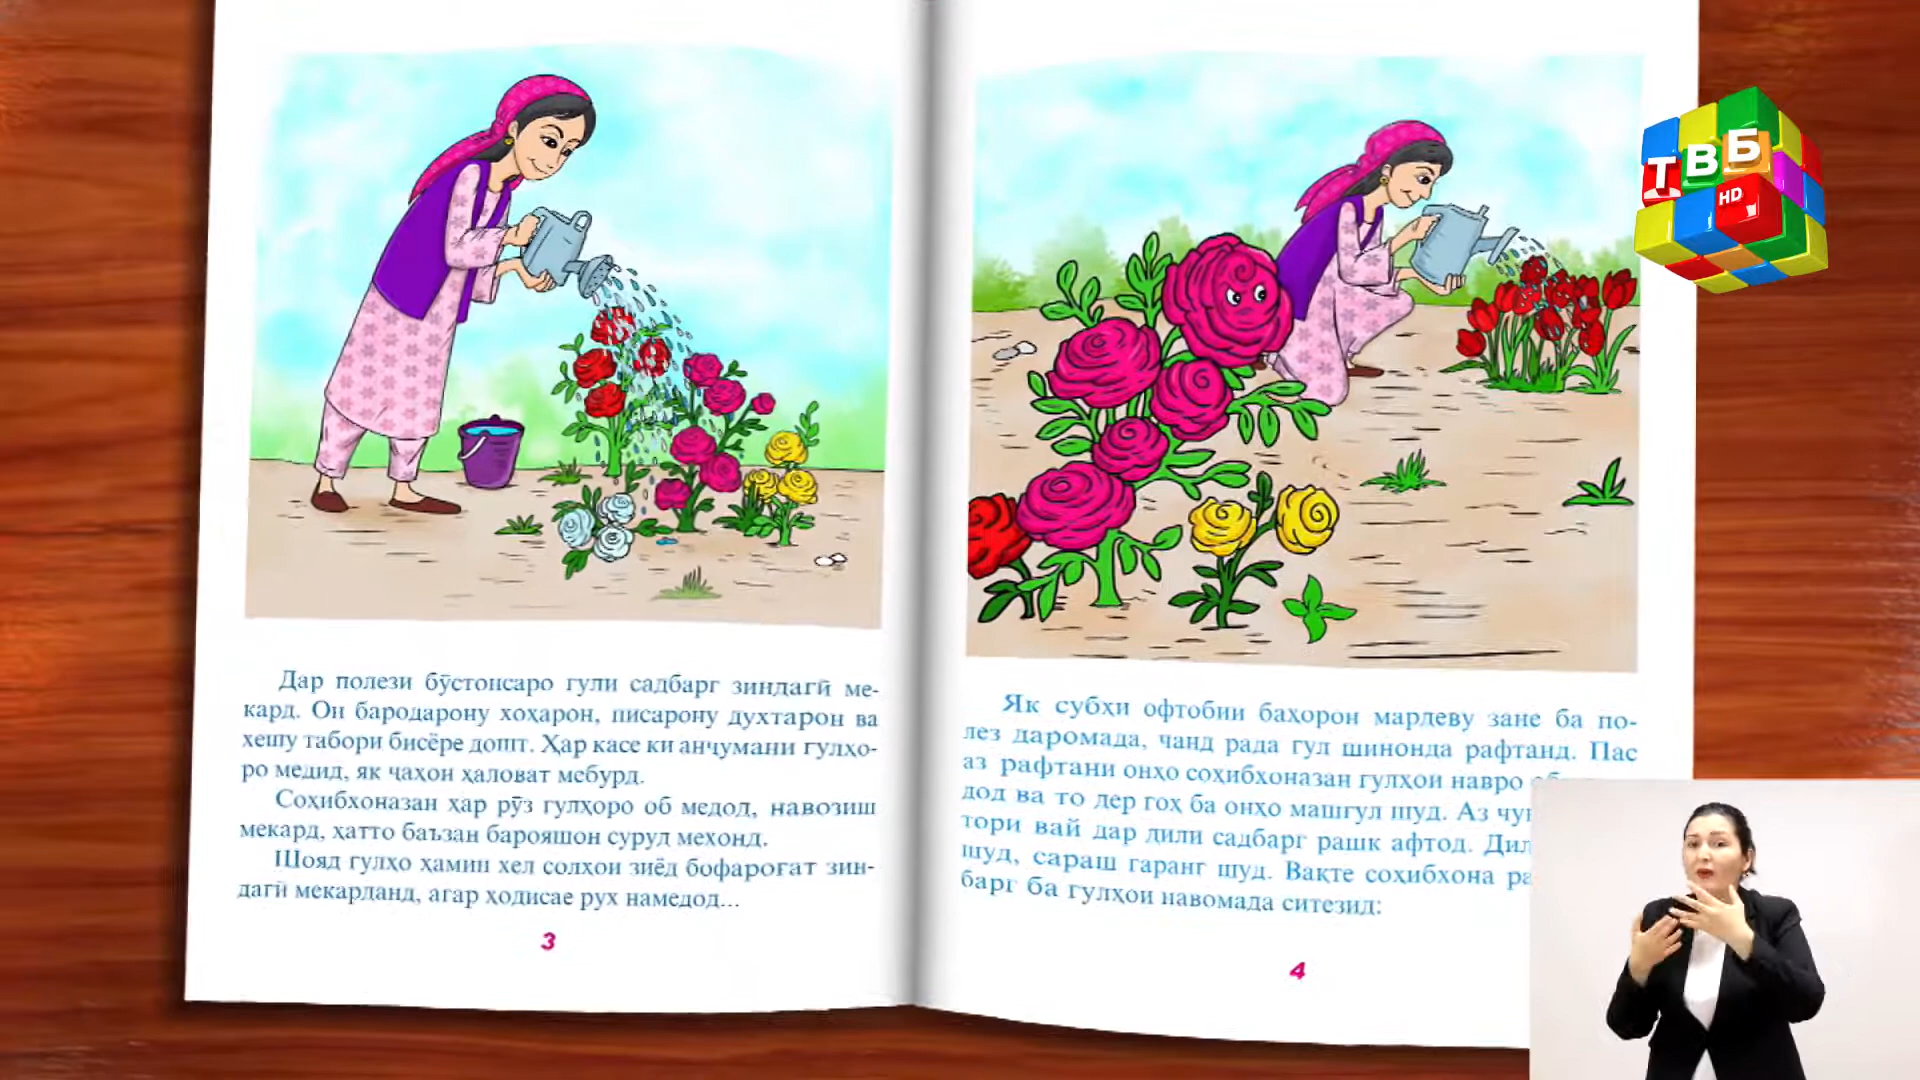 Дар полези бӯстонсаро гули садбарг зиндагӣ ме-
кард. Он бародарону хоҳарон, писарону духтарон ва
хешу табори бисёре дошт. Ҳар касе ки анҷумани гулҳо-
ро медид, як ҷаҳон ҳаловат мебурд.
Соҳибхоназан ҳар рӯз гулҳоро об медод, навозиш
мекард, ҳатто баъзан барояшон суруд мехонд.
Шояд гулҳо ҳамин хел солҳои зиёд бофароғат зин-
дагӣ мекарданд, агар ҳодисае рух намедод...
3
Як субҳи офтобии баҳорон мардеву зане ба по-
лез даромада, чанд рада гул шинонда рафтанд. Пас
аз рафтани онҳо соҳибхоназан гулҳои навро
дод ва то дер гоҳ ба онҳо машғул шуд. Аз
тори вай дар дили садбарг рашк афтод.
шуд, сараш гаранг шуд. Вақте соҳибхона
барг ба гулҳои навомада ситезид:
4
ТВБ
HD